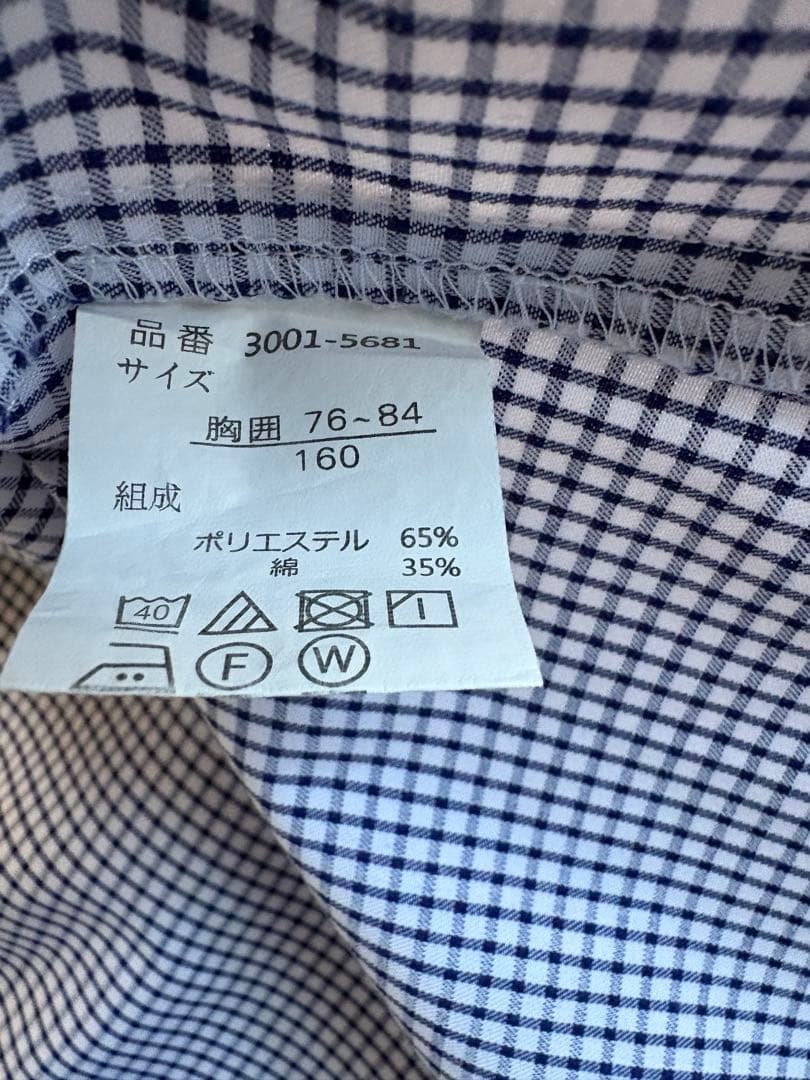 品番 3001-5681
サイズ
胸囲 76~84
160
組成
ポリエステル 65%
綿 35%
40
F W